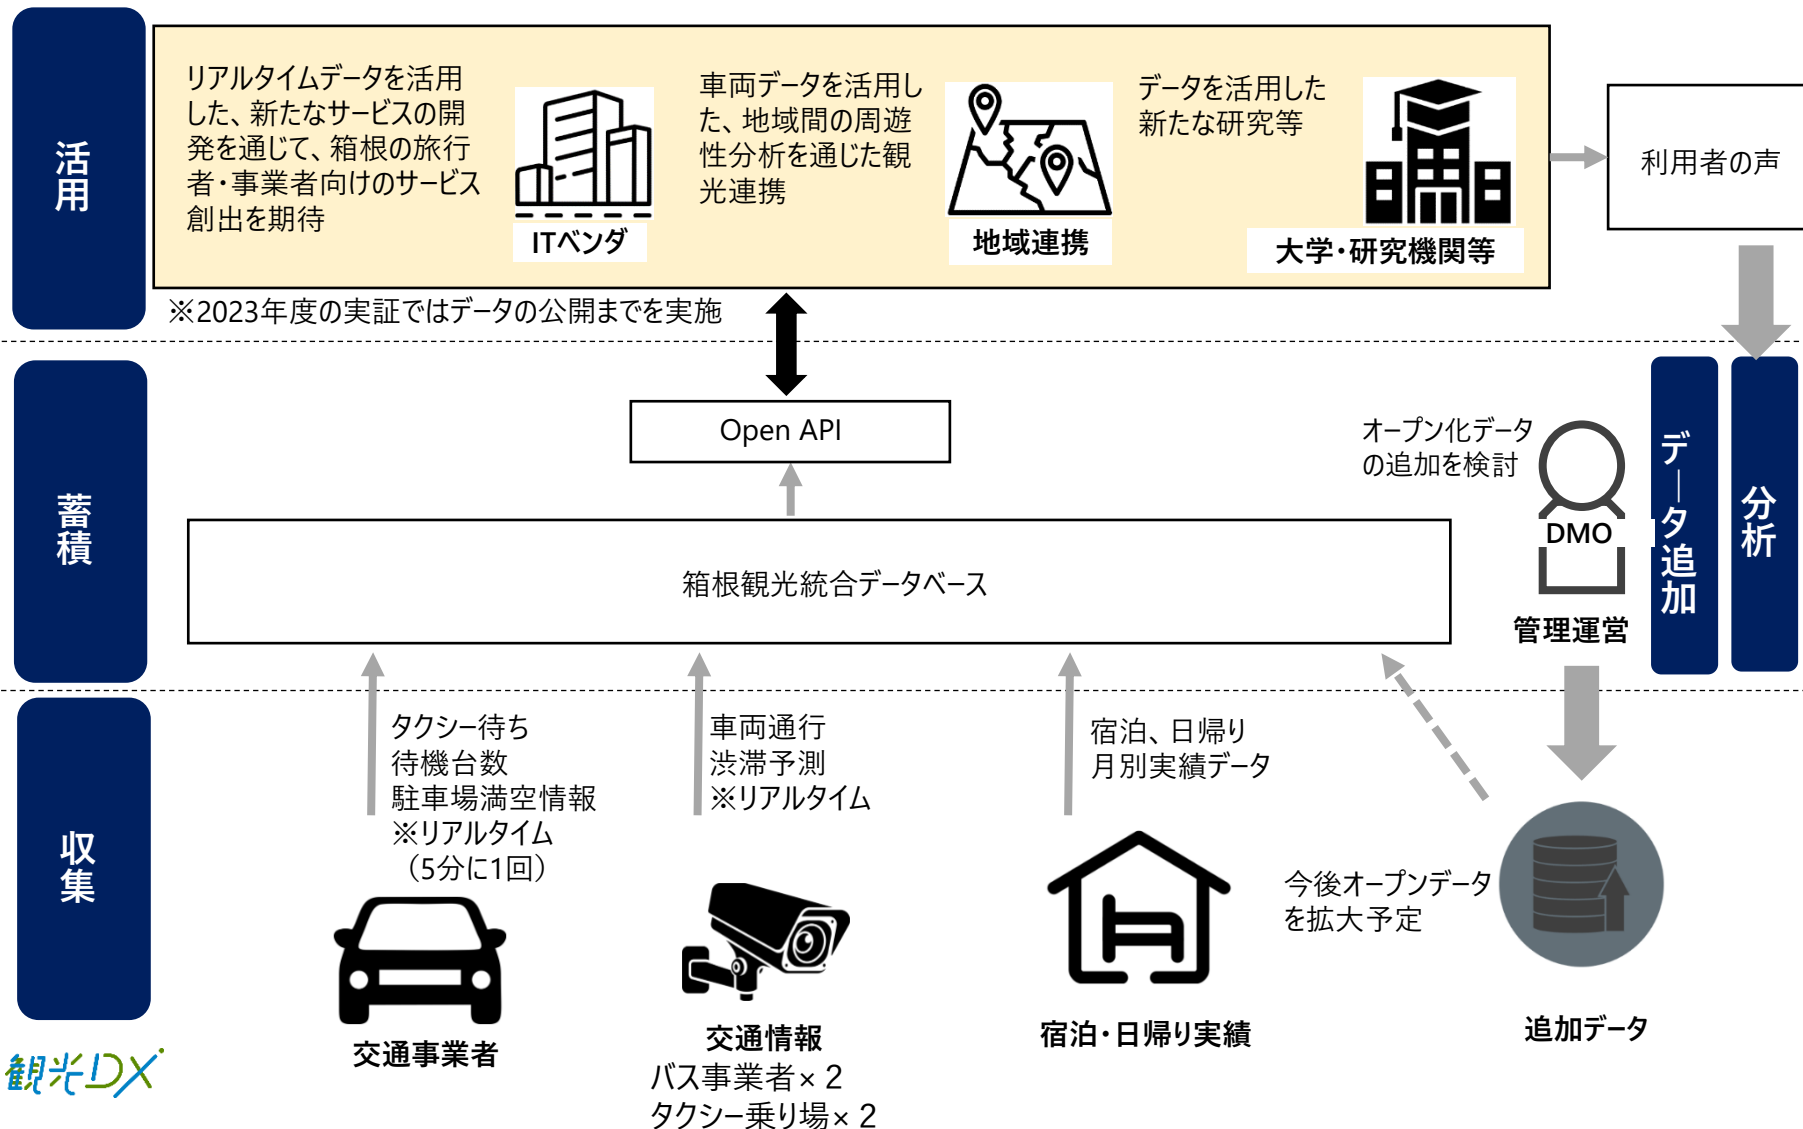 活用
リアルタイムデータを活用
した、新たなサービスの開
発を通じて、箱根の旅行
者・事業者向けのサービス
創出を期待
ITベンダ
車両データを活用し
た、地域間の周遊
性分析を通じた観
光連携
地域連携
データを活用した
新たな研究等
大学・研究機関等
利用者の声
※2023年度の実証ではデータの公開までを実施
蓄積
Open API
箱根観光統合データベース
オープン化データ
の追加を検討
DMO
管理運営
データ追加
分析
収集
タクシー待ち
待機台数
駐車場満空情報
※リアルタイム
（5分に1回）
交通事業者
車両通行
渋滞予測
※リアルタイム
交通情報
バス事業者×２
タクシー乗り場×２
宿泊、日帰り
月別実績データ
宿泊・日帰り実績
今後オープンデータ
を拡大予定
追加データ
観光DX